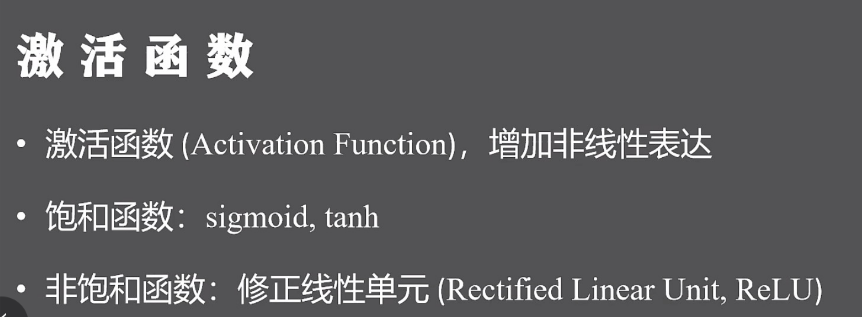 激活函数
• 激活函数 (Activation Function)，增加非线性表达
• 饱和函数：sigmoid, tanh
• 非饱和函数：修正线性单元 (Rectified Linear Unit, ReLU)